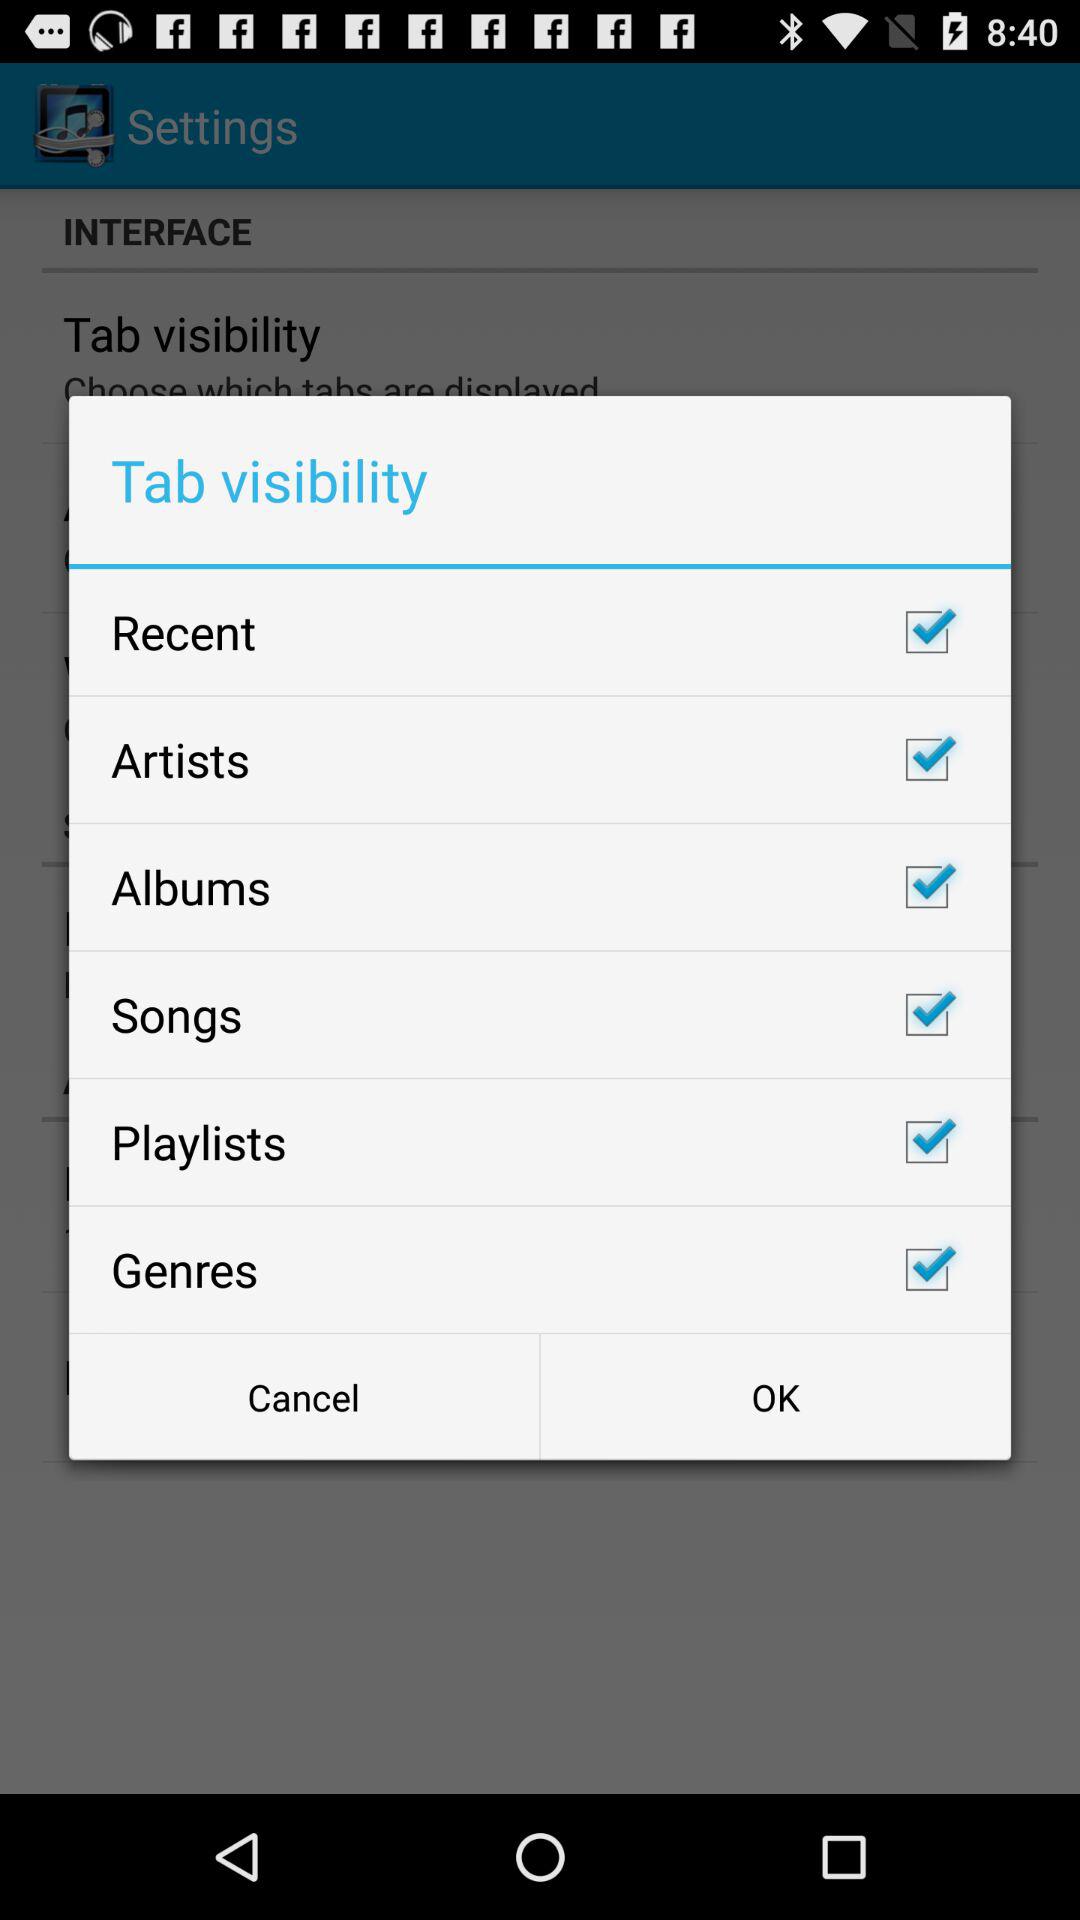 8:40
Settings
INTERFACE
Tab visibility
Choose which tabs are displayed
Tab visibility
Recent
Artists
Albums
Songs
Playlists
Genres
Cancel OK